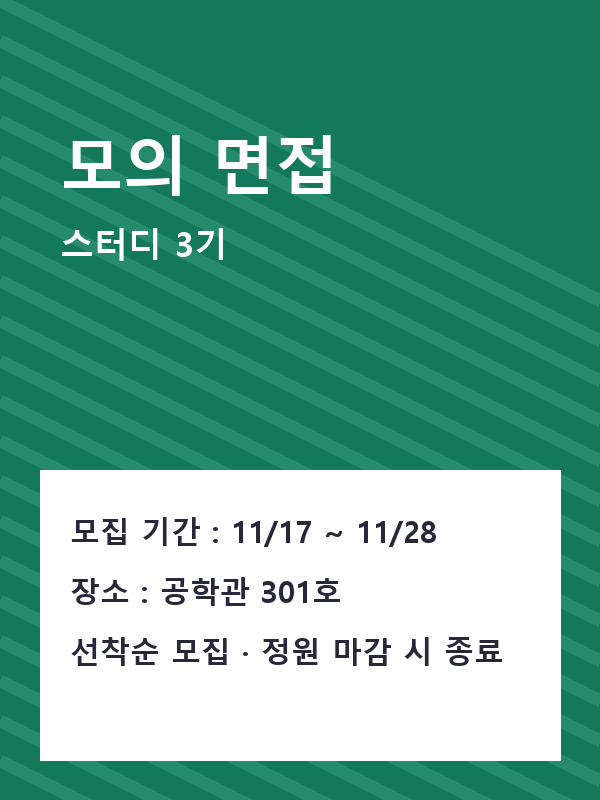 모의 면접
스터디 3기
모집 기간 : 11/17 ~ 11/28
장소 : 공학관 301호
선착순 모집 · 정원 마감 시 종료